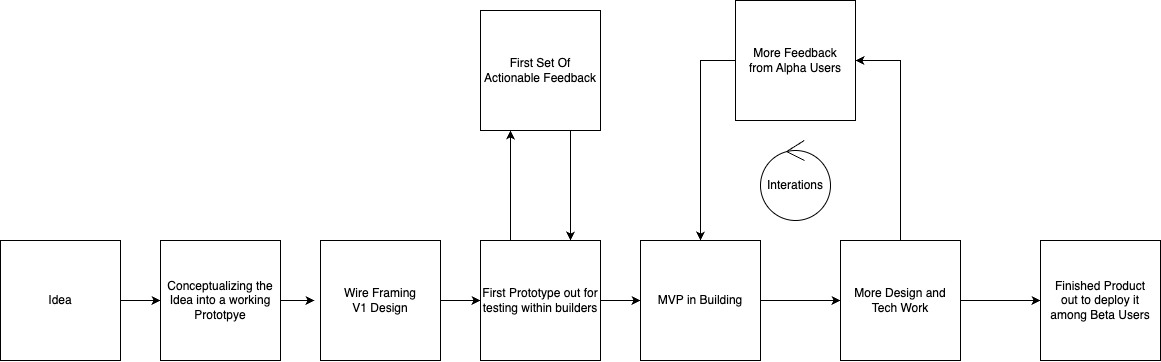 First Set Of
Actionable Feedback
More Feedback
from Alpha Users
Interations
Idea
Conceptualizing the
Idea into a working
Prototpye
Wire Framing
V1 Design
First Prototype out for
testing within builders
MVP in Building
More Design and
Tech Work
Finished Product
out to deploy it
among Beta Users